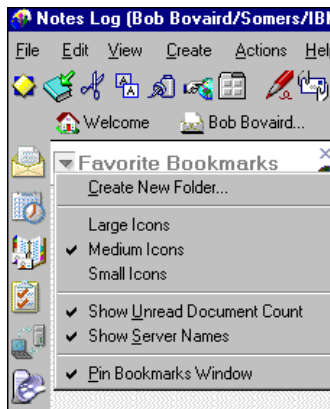 Notes Log (Bob Bovaird/Somers/IB
File Edit View Create Actions Hel
Welcome Bob Bovaird...
Favorite Bookmarks
Create New Folder...
Large Icons
Medium Icons
Small Icons
Show Unread Document Count
Show Server Names
Pin Bookmarks Window